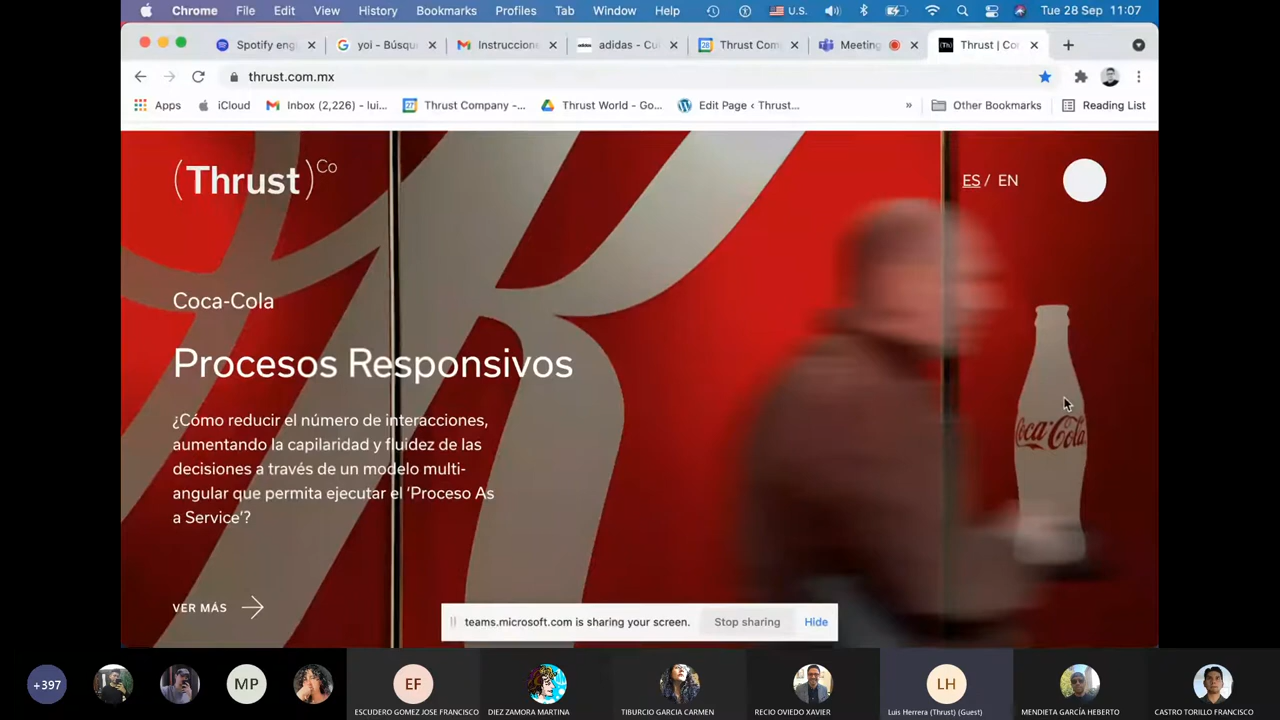 Chrome File Edit View History Bookmarks Profiles Tab Window Help U.S. Tue 28 Sep 11:07
Spotify eng yoi - Búsqu Instruccione adidas - Cu Thrust Com Meeting Thrust | Co
thrust.com.mx
Apps iCloud Inbox (2,226) - lui... Thrust Company -... Thrust World - Go... Edit Page ‹ Thrust... » Other Bookmarks Reading List
(Thrust)Co
ES / EN
Coca-Cola
Procesos Responsivos
¿Cómo reducir el número de interacciones,
aumentando la capilaridad y fluidez de las
decisiones a través de un modelo multi-
angular que permita ejecutar el ‘Proceso As
a Service’?
Coca-Cola
VER MÁS
teams.microsoft.com is sharing your screen. Stop sharing Hide
+397 MP EF LH
ESCUDERO GOMEZ JOSE FRANCISCO DIEZ ZAMORA MARTINA TIBURCIO GARCIA CARMEN RECIO OVIEDO XAVIER Luis Herrera (Thrust) (Guest) MENDIETA GARCÍA HEBERTO CASTRO TORILLO FRANCISCO